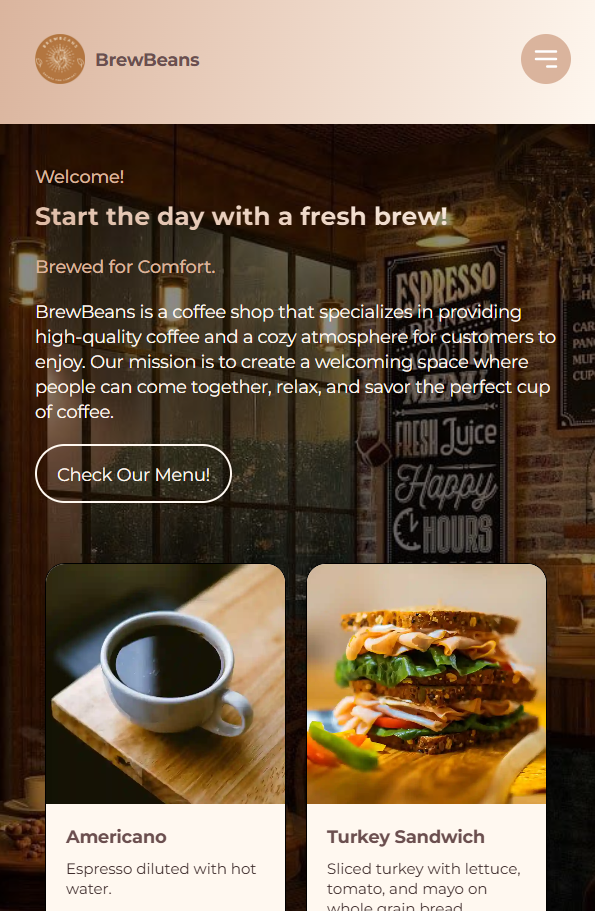 BREWBEANS
BrewBeans
Welcome!
Start the day with a fresh brew!
Brewed for Comfort.
BrewBeans is a coffee shop that specializes in providing
high-quality coffee and a cozy atmosphere for customers to
enjoy. Our mission is to create a welcoming space where
people can come together, relax, and savor the perfect cup
of coffee.
Check Our Menu!
ESPRESSO
TEA
MENU
FRESH Juice
Happy
HOURS
Americano
Espresso diluted with hot
water.
Turkey Sandwich
Sliced turkey with lettuce,
tomato, and mayo on
whole grain bread